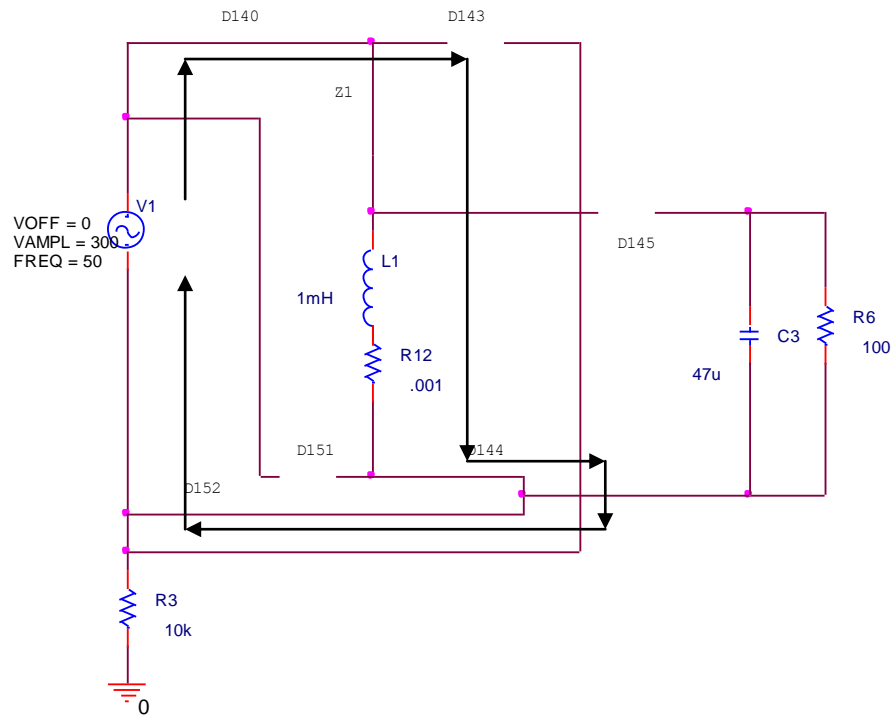 D140
D143
Z1
V1
VOFF = 0
VAMPL = 300
FREQ = 50
D145
L1
1mH
R12
.001
C3
47u
R6
100
D151
D144
D152
R3
10k
0